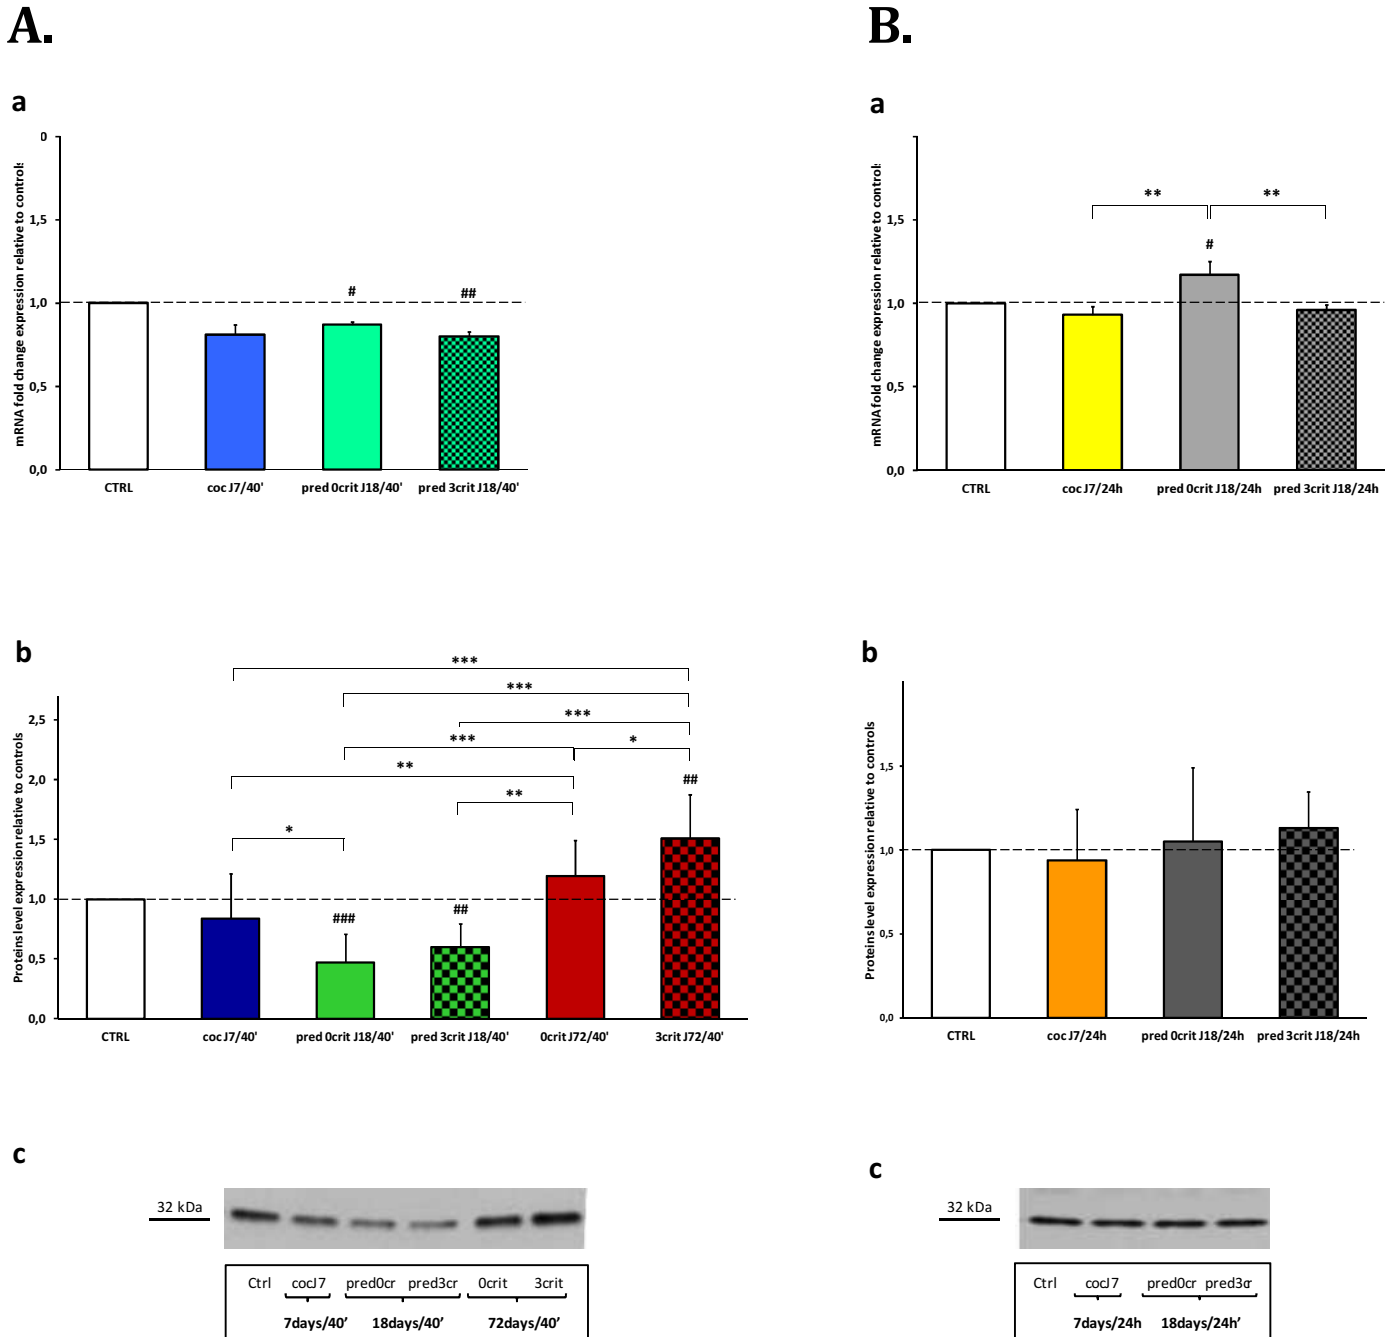 A.
a
mRNA fold change expression relative to controls
0
1,5
1,0
0,5
0,0
#
##
CTRL
coc J7/40'
pred 0crit J18/40'
pred 3crit J18/40'
b
Proteins level expression relative to controls
2,5
2,0
1,5
1,0
0,5
0,0
***
***
***
***
*
**
**
*
##
###
##
CTRL
coc J7/40'
pred 0crit J18/40'
pred 3crit J18/40'
0crit J72/40'
3crit J72/40'
c
32 kDa
Ctrl cocJ7 pred0cr pred3cr 0crit 3crit
7days/40' 18days/40' 72days/40'
B.
a
mRNA fold change expression relative to controls
1,5
1,0
0,5
0,0
** **
#
CTRL
coc J7/24h
pred 0crit J18/24h
pred 3crit J18/24h
b
Proteins level expression relative to controls
1,5
1,0
0,5
0,0
CTRL
coc J7/24h
pred 0crit J18/24h
pred 3crit J18/24h
c
32 kDa
Ctrl cocJ7 pred0cr pred3cr
7days/24h 18days/24h'